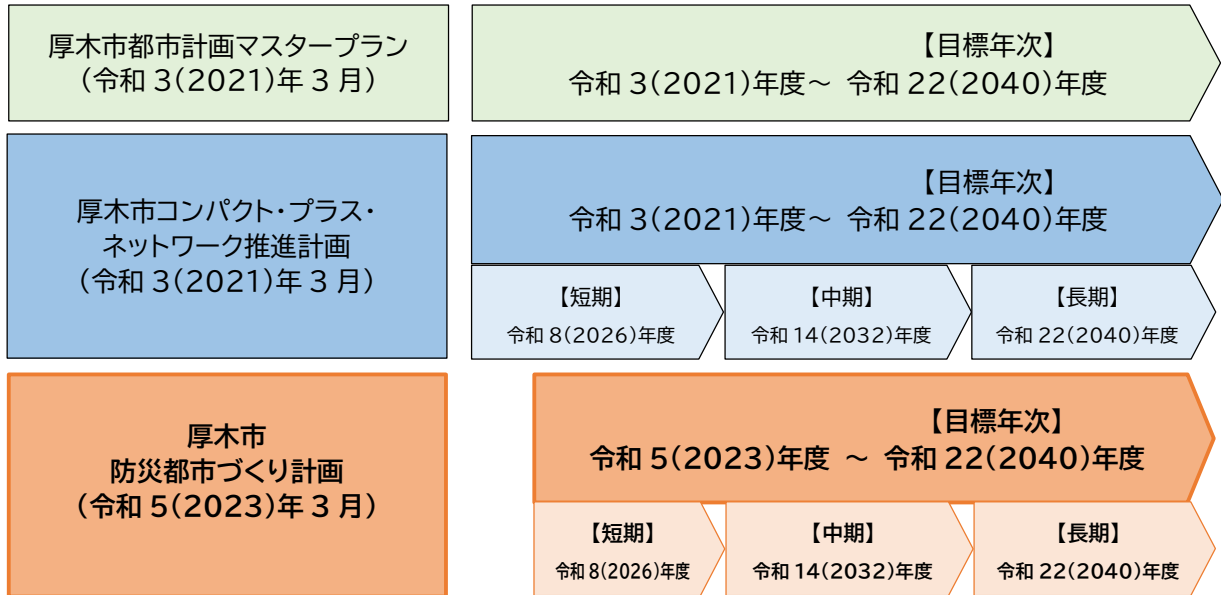 厚木市都市計画マスタープラン
(令和 3(2021)年 3 月)
【目標年次】
令和 3(2021)年度～ 令和 22(2040)年度
厚木市コンパクト・プラス・
ネットワーク推進計画
(令和 3(2021)年 3 月)
【目標年次】
令和 3(2021)年度～ 令和 22(2040)年度
【短期】
令和 8(2026)年度
【中期】
令和 14(2032)年度
【長期】
令和 22(2040)年度
厚木市
防災都市づくり計画
(令和 5(2023)年 3 月)
【目標年次】
令和 5(2023)年度 ～ 令和 22(2040)年度
【短期】
令和 8(2026)年度
【中期】
令和 14(2032)年度
【長期】
令和 22(2040)年度